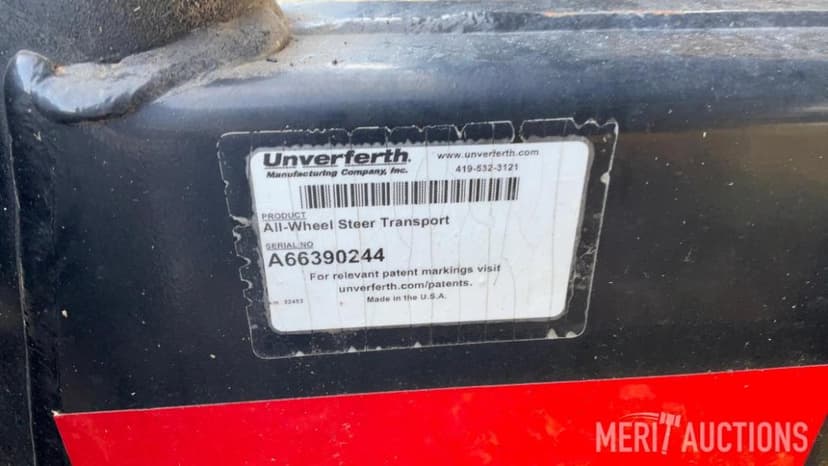 Unverferth.
Manufacturing Company, Inc.
www.unverferth.com
419-532-3121
PRODUCT
All-Wheel Steer Transport
SERIAL NO
A66390244
For relevant patent markings visit
unverferth.com/patents.
Made in the U.S.A.
MERIT AUCTIONS